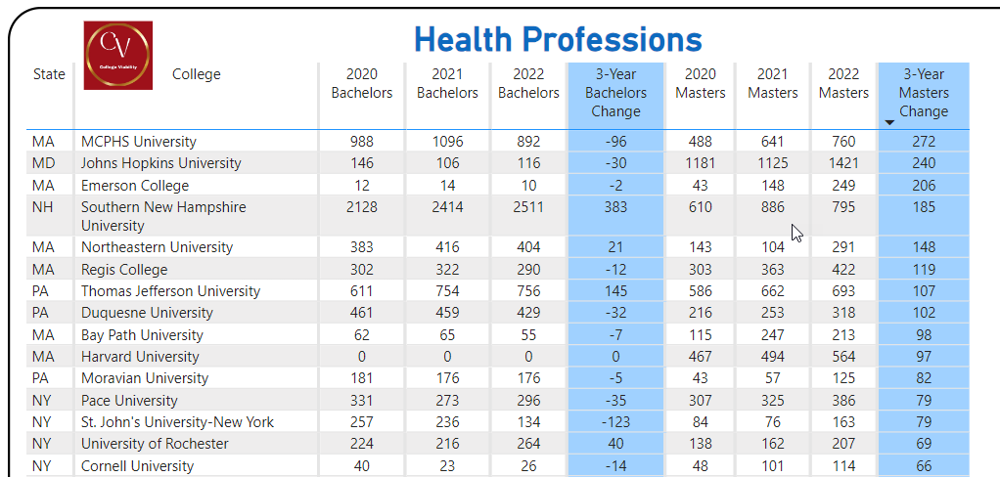 Health Professions
CV
College Viability
State College 2020 Bachelors 2021 Bachelors 2022 Bachelors 3-Year Bachelors Change 2020 Masters 2021 Masters 2022 Masters 3-Year Masters Change
MA MCPHS University 988 1096 892 -96 488 641 760 272
MD Johns Hopkins University 146 106 116 -30 1181 1125 1421 240
MA Emerson College 12 14 10 -2 43 148 249 206
NH Southern New Hampshire University 2128 2414 2511 383 610 886 795 185
MA Northeastern University 383 416 404 21 143 104 291 148
MA Regis College 302 322 290 -12 303 363 422 119
PA Thomas Jefferson University 611 754 756 145 586 662 693 107
PA Duquesne University 461 459 429 -32 216 253 318 102
MA Bay Path University 62 65 55 -7 115 247 213 98
MA Harvard University 0 0 0 0 467 494 564 97
PA Moravian University 181 176 176 -5 43 57 125 82
NY Pace University 331 273 296 -35 307 325 386 79
NY St. John's University-New York 257 236 134 -123 84 76 163 79
NY University of Rochester 224 216 264 40 138 162 207 69
NY Cornell University 40 23 26 -14 48 101 114 66